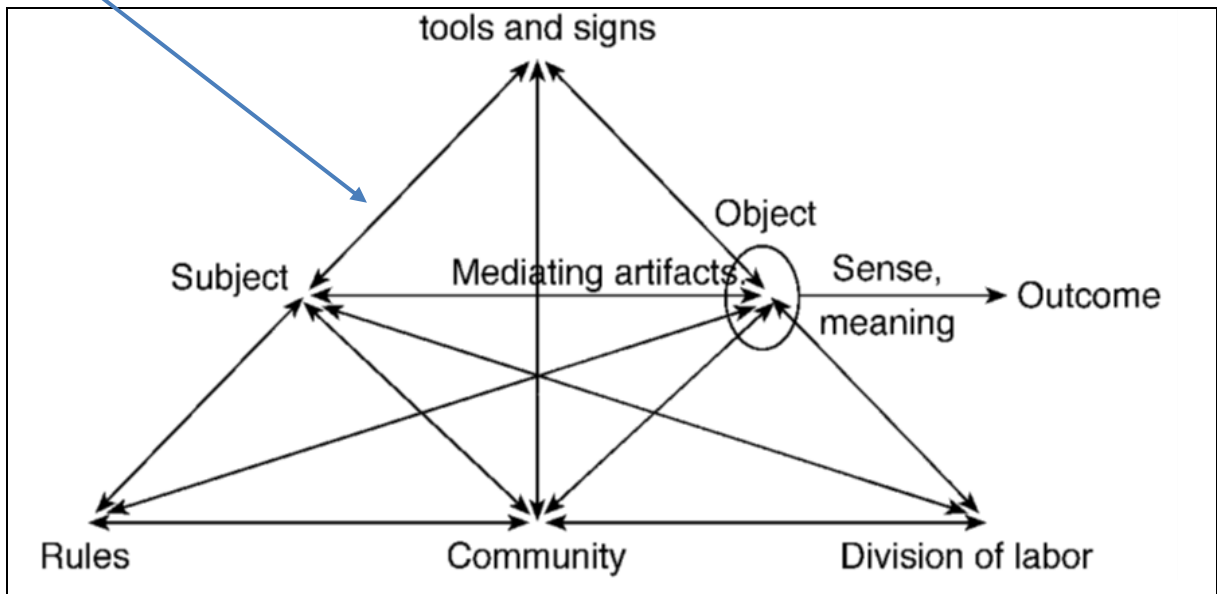 tools and signs
Object
Subject
Mediating artifacts.
Sense,
meaning
Outcome
Rules
Community
Division of labor